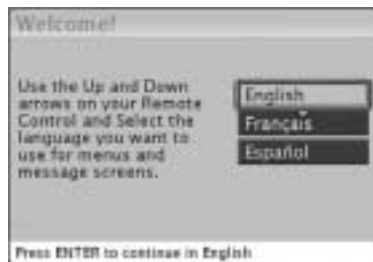 Welcome!
Use the Up and Down
arrows on your Remote
Control and Select the
language you want to
use for menus and
message screens.
English
Français
Español
Press ENTER to continue in English